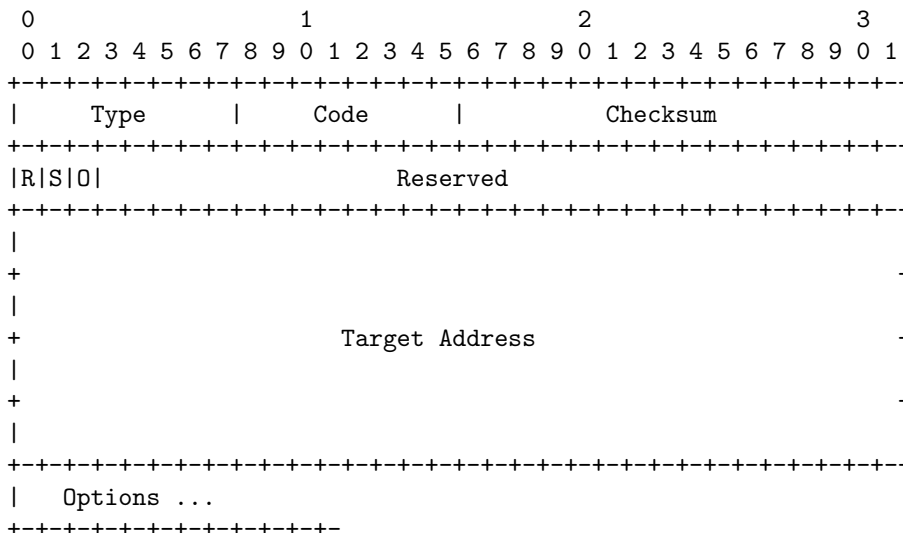 0                   1                   2                   3
0 1 2 3 4 5 6 7 8 9 0 1 2 3 4 5 6 7 8 9 0 1 2 3 4 5 6 7 8 9 0 1
+-+-+-+-+-+-+-+-+-+-+-+-+-+-+-+-+-+-+-+-+-+-+-+-+-+-+-+-+-+-+-+--
|     Type      |     Code      |          Checksum
+-+-+-+-+-+-+-+-+-+-+-+-+-+-+-+-+-+-+-+-+-+-+-+-+-+-+-+-+-+-+-+--
|R|S|O|                     Reserved
+-+-+-+-+-+-+-+-+-+-+-+-+-+-+-+-+-+-+-+-+-+-+-+-+-+-+-+-+-+-+-+--
|
+                                                               -
|
+                       Target Address                          -
|
+                                                               -
|
+-+-+-+-+-+-+-+-+-+-+-+-+-+-+-+-+-+-+-+-+-+-+-+-+-+-+-+-+-+-+-+--
|   Options ...
+-+-+-+-+-+-+-+-+-+-+-+-